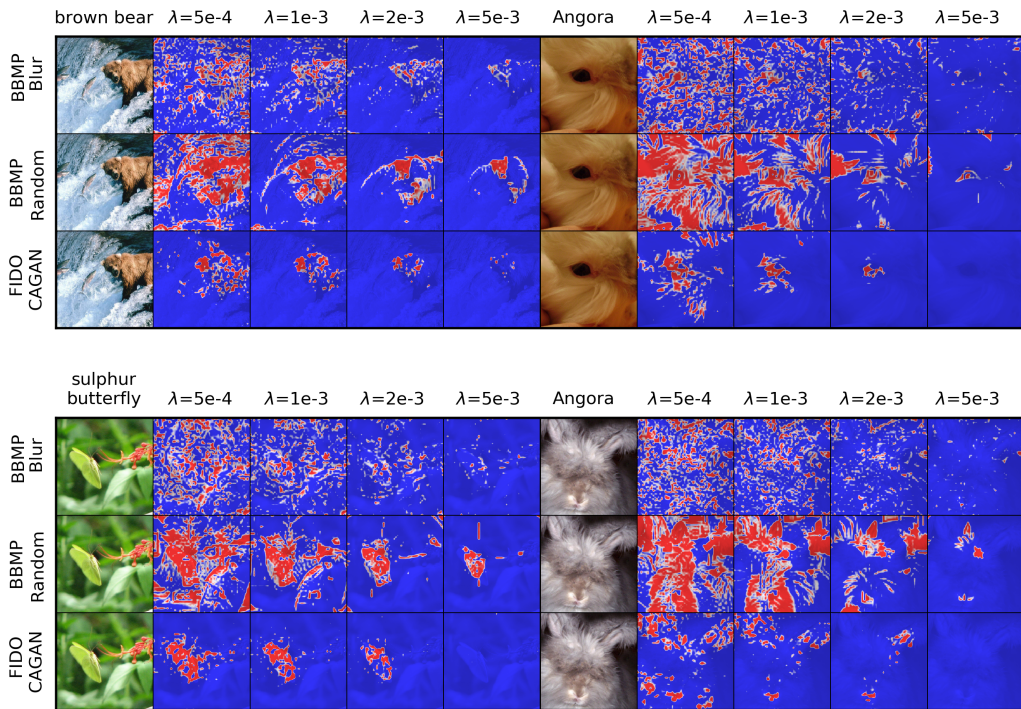 brown bear λ=5e-4 λ=1e-3 λ=2e-3 λ=5e-3 Angora λ=5e-4 λ=1e-3 λ=2e-3 λ=5e-3
BBMP
Blur
BBMP
Random
FIDO
CAGAN
sulphur
butterfly λ=5e-4 λ=1e-3 λ=2e-3 λ=5e-3 Angora λ=5e-4 λ=1e-3 λ=2e-3 λ=5e-3
BBMP
Blur
BBMP
Random
FIDO
CAGAN